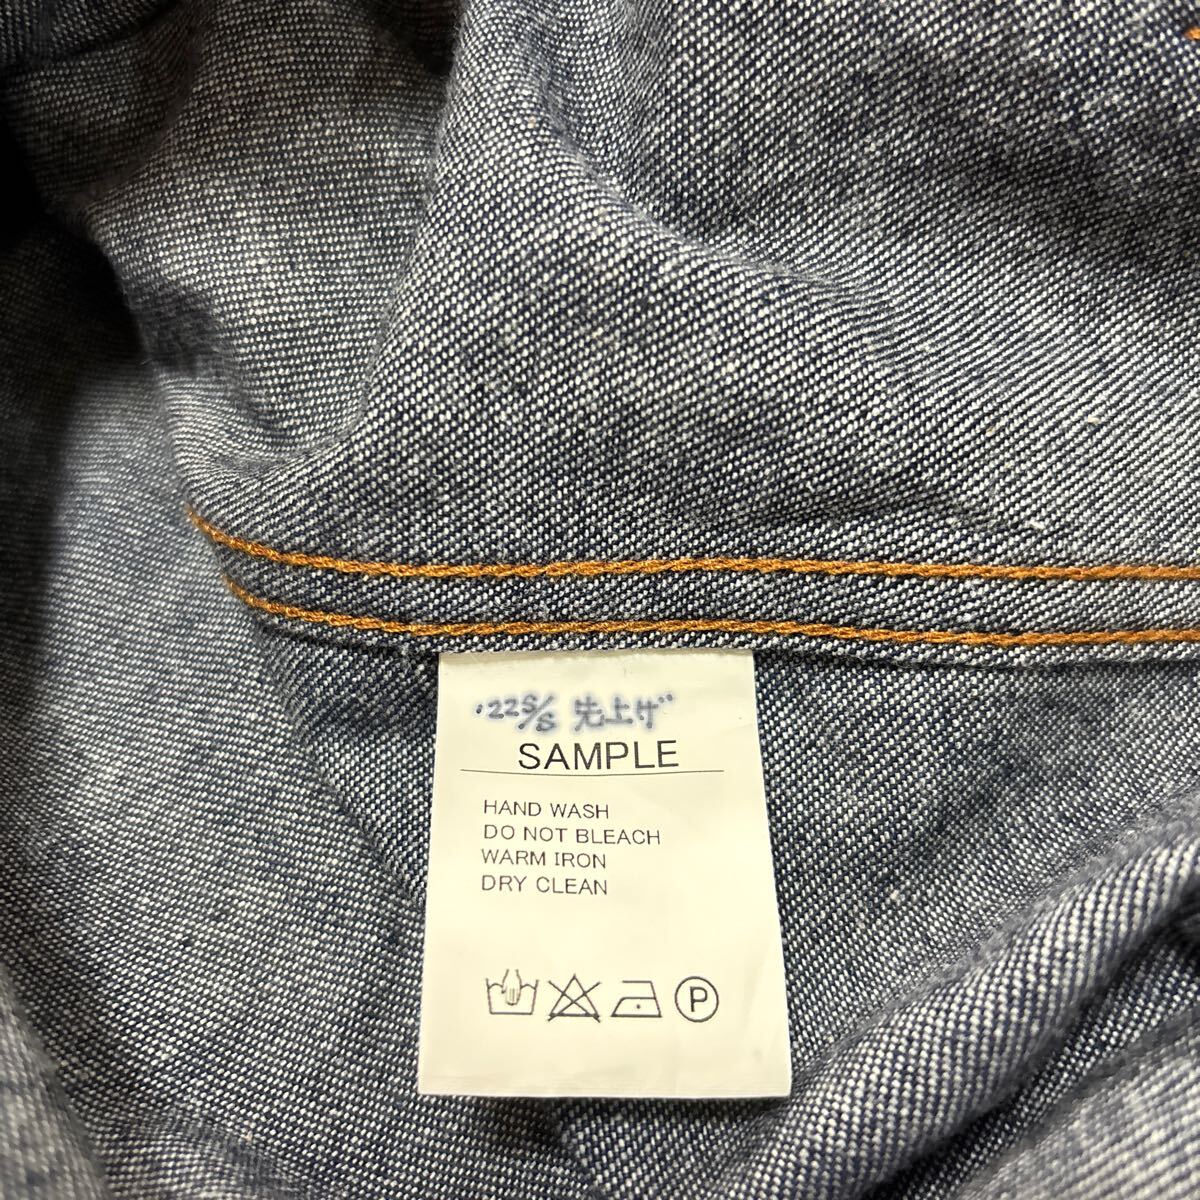 '22S/S 先上げ
SAMPLE
HAND WASH
DO NOT BLEACH
WARM IRON
DRY CLEAN
P